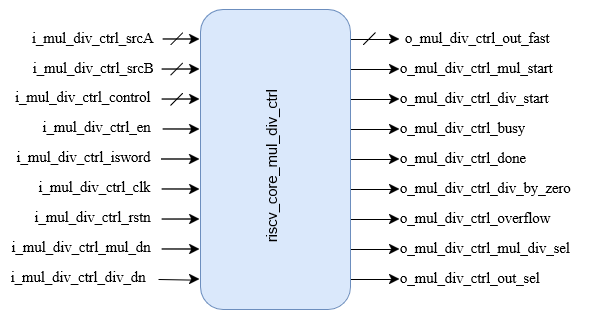 i_mul_div_ctrl_srcA
i_mul_div_ctrl_srcB
i_mul_div_ctrl_control
i_mul_div_ctrl_en
i_mul_div_ctrl_isword
i_mul_div_ctrl_clk
i_mul_div_ctrl_rstn
i_mul_div_ctrl_mul_dn
i_mul_div_ctrl_div_dn
riscv_core_mul_div_ctrl
o_mul_div_ctrl_out_fast
o_mul_div_ctrl_mul_start
o_mul_div_ctrl_div_start
o_mul_div_ctrl_busy
o_mul_div_ctrl_done
o_mul_div_ctrl_div_by_zero
o_mul_div_ctrl_overflow
o_mul_div_ctrl_mul_div_sel
o_mul_div_ctrl_out_sel